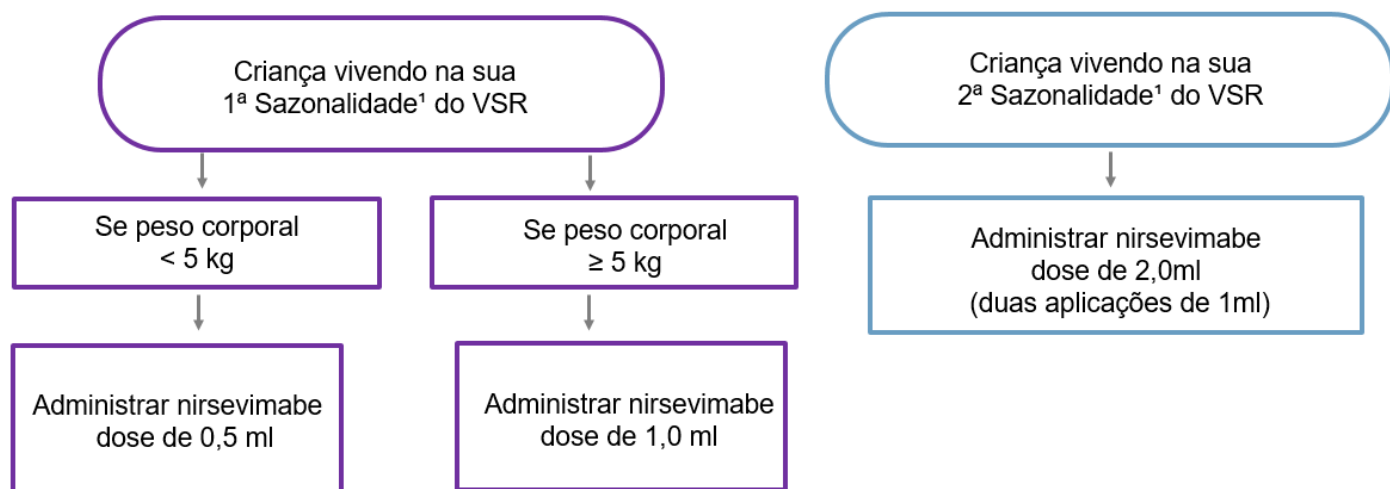 Criança vivendo na sua
1ª Sazonalidade¹ do VSR
Se peso corporal
< 5 kg
Administrar nirsevimabe
dose de 0,5 ml
Se peso corporal
≥ 5 kg
Administrar nirsevimabe
dose de 1,0 ml
Criança vivendo na sua
2ª Sazonalidade¹ do VSR
Administrar nirsevimabe
dose de 2,0ml
(duas aplicações de 1ml)